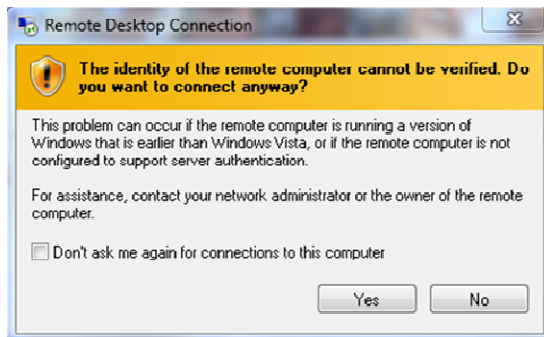 Remote Desktop Connection
The identity of the remote computer cannot be verified. Do
you want to connect anyway?
This problem can occur if the remote computer is running a version of
Windows that is earlier than Windows Vista, or if the remote computer is not
configured to support server authentication.
For assistance, contact your network administrator or the owner of the remote
computer.
Don't ask me again for connections to this computer
Yes
No